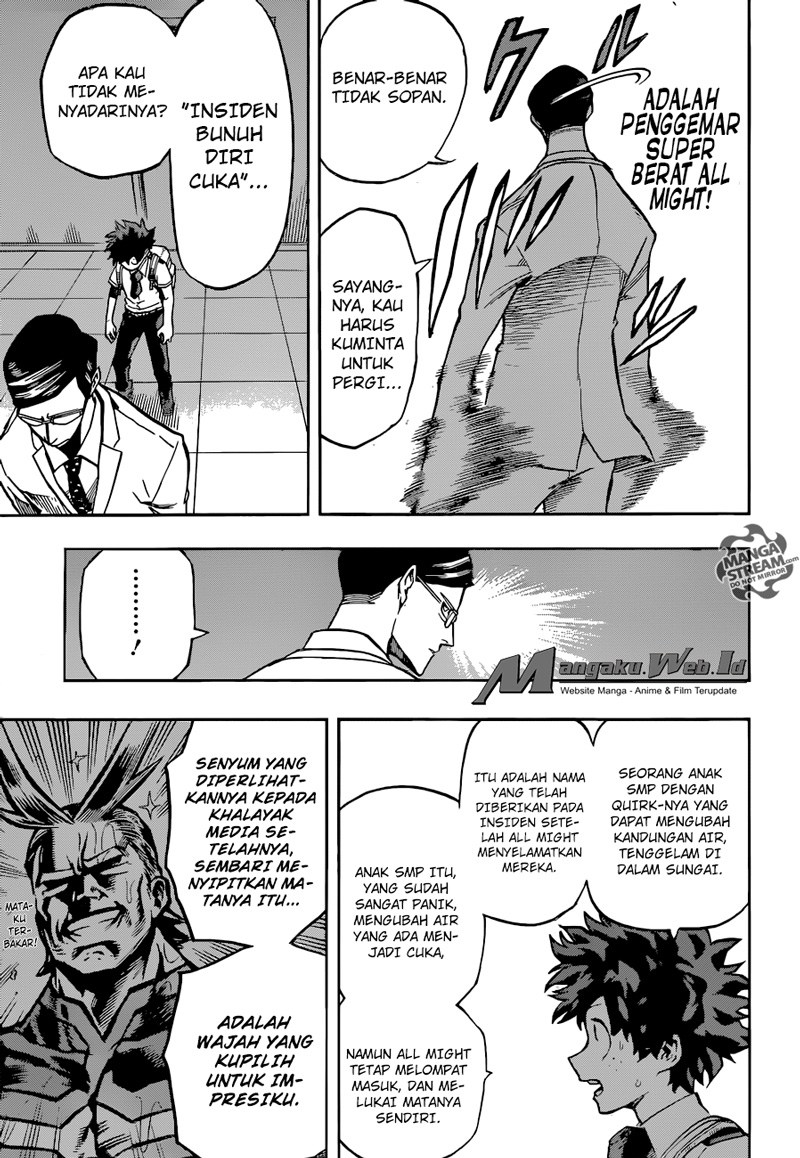 ADALAH
PENGGEMAR
SUPER
BERAT ALL
MIGHT!
BENAR-BENAR
TIDAK SOPAN.
SAYANG-
NYA, KAU
HARUS
KUMINTA
UNTUK
PERGI...
"INSIDEN
BUNUH
DIRI
CUKA"...
APA KAU
TIDAK ME-
NYADARINYA?
クル
.......
MANGA
STREAM.com
DO NOT MIRROR
Mangaku.Web.Id
Website Manga - Anime & Film Terupdate
SEORANG ANAK
SMP DENGAN
QUIRK-NYA YANG
DAPAT MENGUBAH
KANDUNGAN AIR,
TENGGELAM DI
DALAM SUNGAI.
ITU ADALAH NAMA
YANG TELAH
DIBERIKAN PADA
INSIDEN SETE-
LAH ALL MIGHT
MENYELAMATKAN
MEREKA.
ANAK SMP ITU,
YANG SUDAH
SANGAT PANIK,
MENGUBAH AIR
YANG ADA MEN-
JADI CUKA,
NAMUN ALL MIGHT
TETAP MELOMPAT
MASUK, DAN ME-
LUKAI MATANYA
SENDIRI.
SENYUM YANG
DIPERLIHAT-
KANNYA KEPADA
KHALAYAK
MEDIA SE-
TELAHNYA,
SEMBARI ME-
NYIPITKAN MA-
TANYA ITU...
MATA-
KU
TER-
BAKAR!
ADALAH
WAJAH YANG
KUPILIH
UNTUK IM-
PRESIKU.